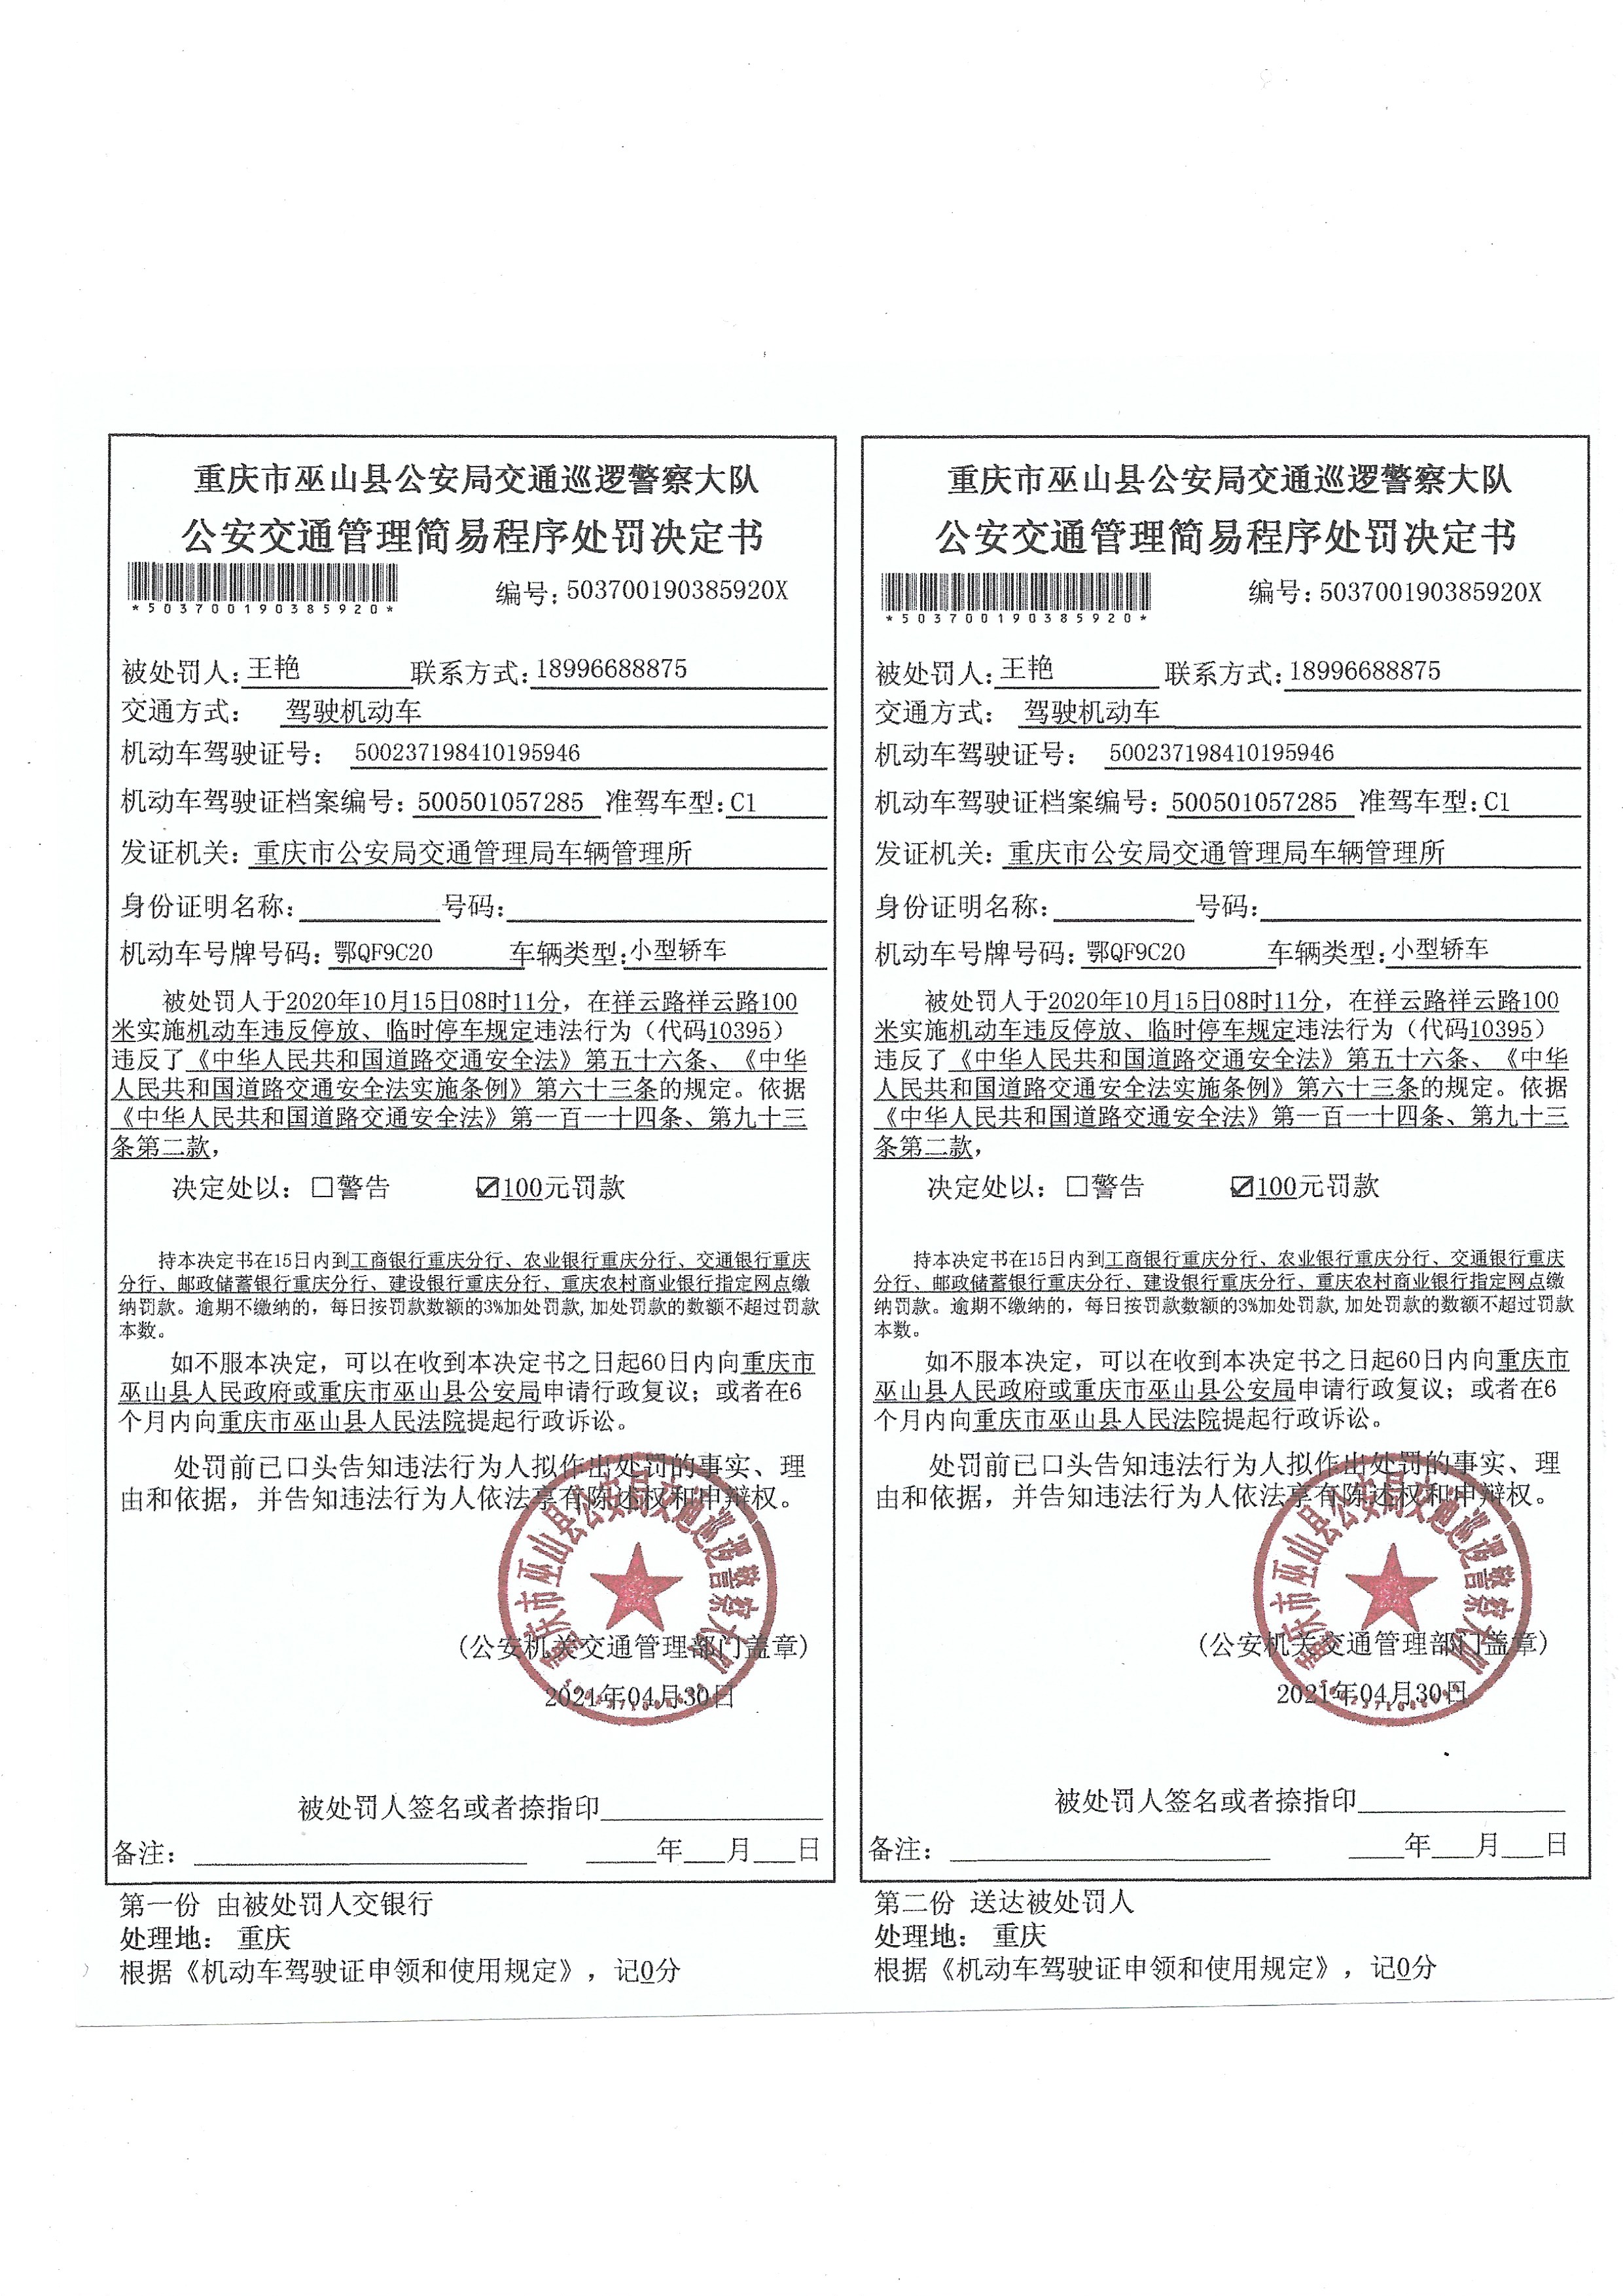 重庆市巫山县公安局交通巡逻警察大队
公安交通管理简易程序处罚决定书
*503700190385920*
编号:503700190385920X
被处罚人:王艳 联系方式:18996688875
交通方式: 驾驶机动车
机动车驾驶证号: 500237198410195946
机动车驾驶证档案编号:500501057285 准驾车型:C1
发证机关:重庆市公安局交通管理局车辆管理所
身份证明名称: 号码:
机动车号牌号码:鄂QF9C20 车辆类型:小型轿车
被处罚人于2020年10月15日08时11分，在祥云路祥云路100
米实施机动车违反停放、临时停车规定违法行为（代码10395）
违反了《中华人民共和国道路交通安全法》第五十六条、《中华
人民共和国道路交通安全法实施条例》第六十三条的规定。依据
《中华人民共和国道路交通安全法》第一百一十四条、第九十三
条第二款，
决定处以：☐警告 ☑100元罚款
持本决定书在15日内到工商银行重庆分行、农业银行重庆分行、交通银行重庆
分行、邮政储蓄银行重庆分行、建设银行重庆分行、重庆农村商业银行指定网点缴
纳罚款。逾期不缴纳的，每日按罚款数额的3%加处罚款,加处罚款的数额不超过罚款
本数。
如不服本决定，可以在收到本决定书之日起60日内向重庆市
巫山县人民政府或重庆市巫山县公安局申请行政复议；或者在6
个月内向重庆市巫山县人民法院提起行政诉讼。
处罚前已口头告知违法行为人拟作出处罚的事实、理
由和依据，并告知违法行为人依法享有陈述权和申辩权。
重庆市巫山县公安局交通巡逻警察大队
(公安机关交通管理部门盖章)
2021年04月30日
被处罚人签名或者捺指印
备注： 年 月 日
第一份 由被处罚人交银行
处理地： 重庆
根据《机动车驾驶证申领和使用规定》，记0分
重庆市巫山县公安局交通巡逻警察大队
公安交通管理简易程序处罚决定书
*503700190385920*
编号:503700190385920X
被处罚人:王艳 联系方式:18996688875
交通方式: 驾驶机动车
机动车驾驶证号: 500237198410195946
机动车驾驶证档案编号:500501057285 准驾车型:C1
发证机关:重庆市公安局交通管理局车辆管理所
身份证明名称: 号码:
机动车号牌号码:鄂QF9C20 车辆类型:小型轿车
被处罚人于2020年10月15日08时11分，在祥云路祥云路100
米实施机动车违反停放、临时停车规定违法行为（代码10395）
违反了《中华人民共和国道路交通安全法》第五十六条、《中华
人民共和国道路交通安全法实施条例》第六十三条的规定。依据
《中华人民共和国道路交通安全法》第一百一十四条、第九十三
条第二款，
决定处以：☐警告 ☑100元罚款
持本决定书在15日内到工商银行重庆分行、农业银行重庆分行、交通银行重庆
分行、邮政储蓄银行重庆分行、建设银行重庆分行、重庆农村商业银行指定网点缴
纳罚款。逾期不缴纳的，每日按罚款数额的3%加处罚款,加处罚款的数额不超过罚款
本数。
如不服本决定，可以在收到本决定书之日起60日内向重庆市
巫山县人民政府或重庆市巫山县公安局申请行政复议；或者在6
个月内向重庆市巫山县人民法院提起行政诉讼。
处罚前已口头告知违法行为人拟作出处罚的事实、理
由和依据，并告知违法行为人依法享有陈述权和申辩权。
重庆市巫山县公安局交通巡逻警察大队
(公安机关交通管理部门盖章)
2021年04月30日
被处罚人签名或者捺指印
备注： 年 月 日
第二份 送达被处罚人
处理地： 重庆
根据《机动车驾驶证申领和使用规定》，记0分